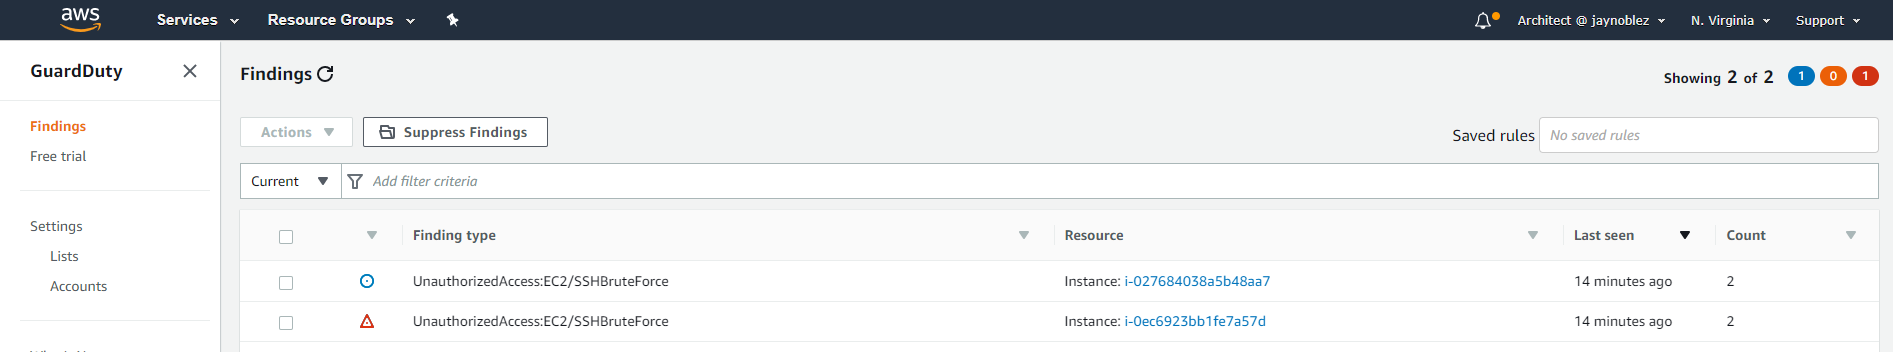 aws Services Resource Groups Architect @ jaynoblez N. Virginia Support
GuardDuty
Findings
Free trial
Settings
Lists
Accounts
Findings
Showing 2 of 2 1 0 1
Actions Suppress Findings
Saved rules No saved rules
Current Add filter criteria
Finding type Resource Last seen Count
UnauthorizedAccess:EC2/SSHBruteForce Instance: i-027684038a5b48aa7 14 minutes ago 2
UnauthorizedAccess:EC2/SSHBruteForce Instance: i-0ec6923bb1fe7a57d 14 minutes ago 2